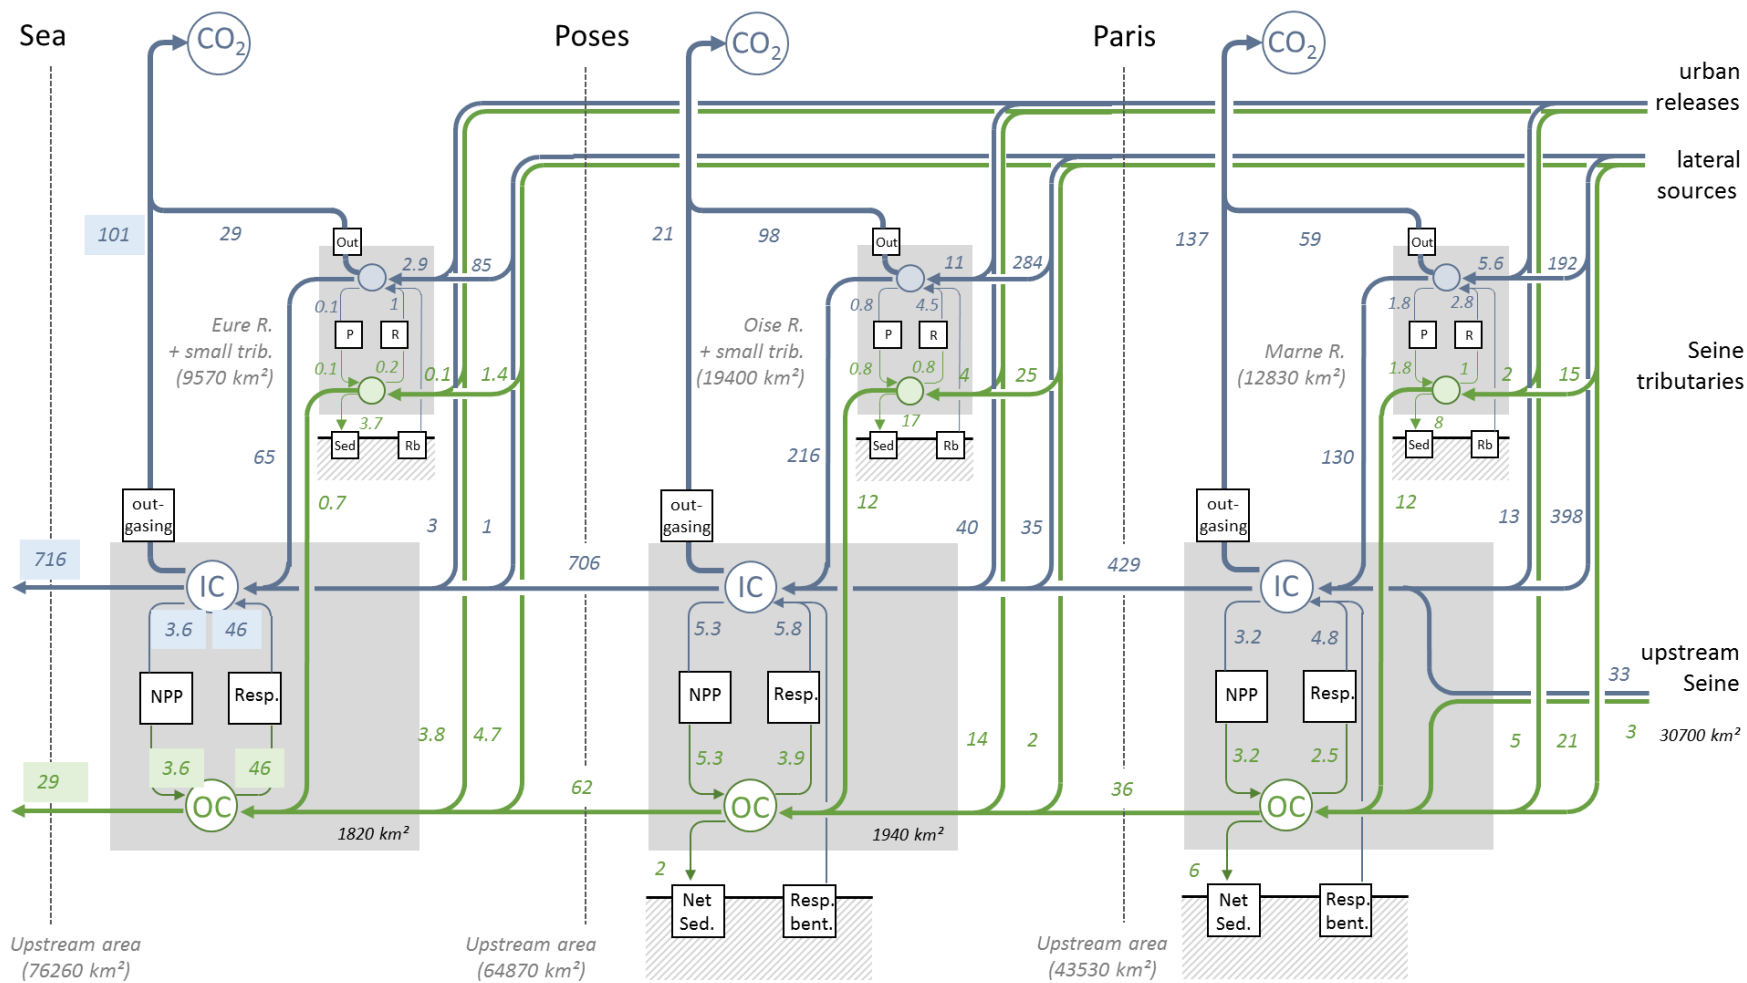 Sea
Poses
Paris
CO₂
CO₂
CO₂
urban
releases
lateral
sources
Seine
tributaries
upstream
Seine
101
29
Out
2.9
85
0.1
1
P
R
0.1
0.2
0.1
1.4
3.7
Sed
Rb
Eure R.
+ small trib.
(9570 km²)
65
0.7
3
1
out-
gasing
716
IC
3.6
46
NPP
Resp.
3.6
46
3.8
4.7
29
OC
1820 km²
21
98
Out
11
284
0.8
4.5
P
R
0.8
0.8
4
25
17
Sed
Rb
Oise R.
+ small trib.
(19400 km²)
216
12
40
35
out-
gasing
706
IC
5.3
5.8
NPP
Resp.
5.3
3.9
14
2
62
OC
1940 km²
2
Net
Sed.
Resp.
bent.
137
59
Out
5.6
192
1.8
2.8
P
R
1.8
1
2
15
8
Sed
Rb
Marne R.
(12830 km²)
130
12
13
398
out-
gasing
429
IC
3.2
4.8
NPP
Resp.
3.2
2.5
5
21
33
3
30700 km²
36
OC
6
Net
Sed.
Resp.
bent.
Upstream area
(76260 km²)
Upstream area
(64870 km²)
Upstream area
(43530 km²)